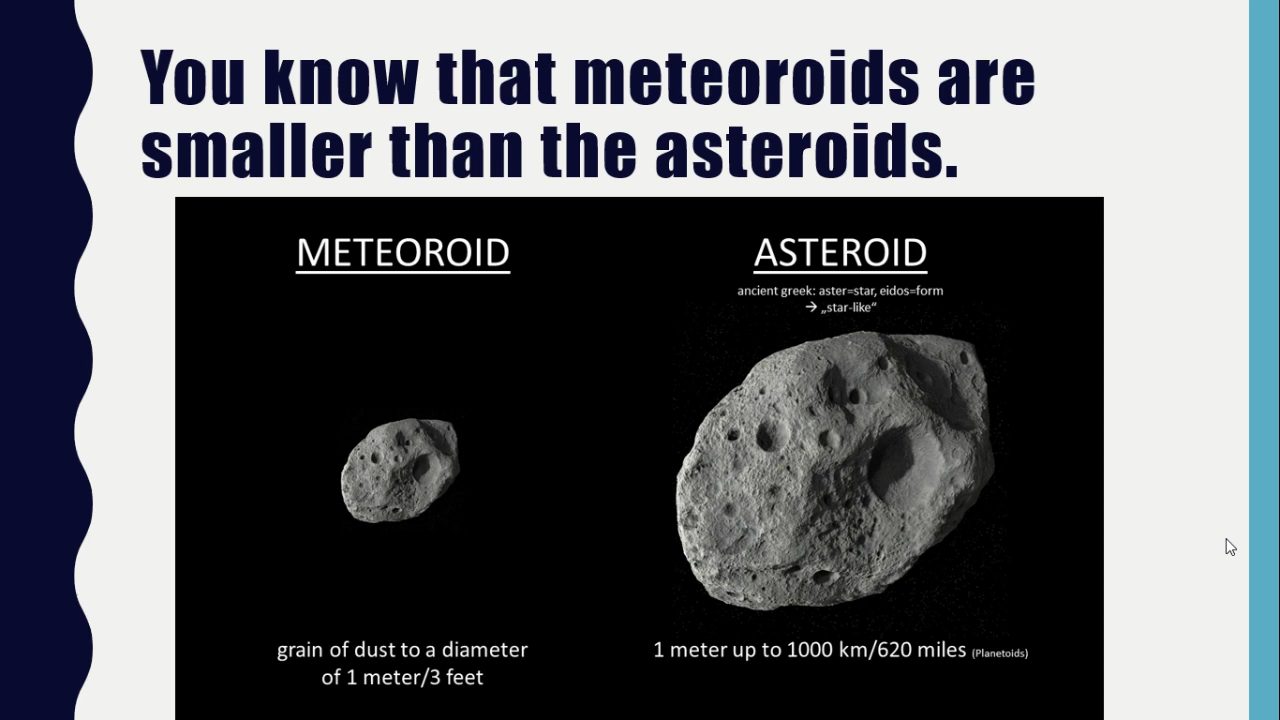 You know that meteoroids are
smaller than the asteroids.
METEOROID
ASTEROID
ancient greek: aster=star, eidos=form
→ „star-like“
grain of dust to a diameter
of 1 meter/3 feet
1 meter up to 1000 km/620 miles (Planetoids)